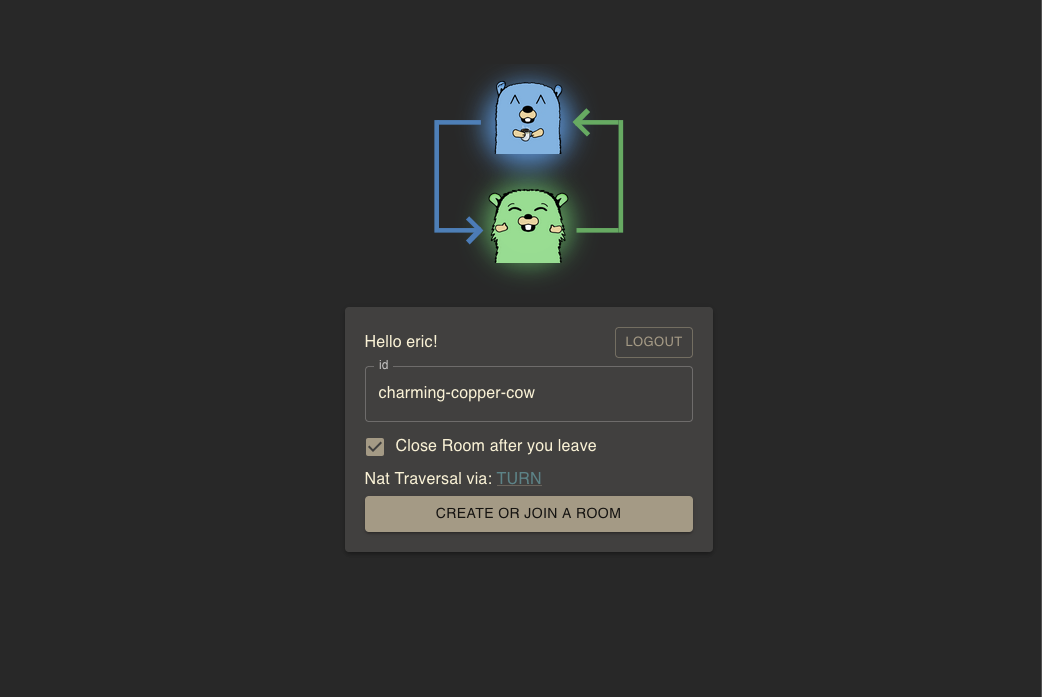 Hello eric!
LOGOUT
id
charming-copper-cow
Close Room after you leave
Nat Traversal via: TURN
CREATE OR JOIN A ROOM